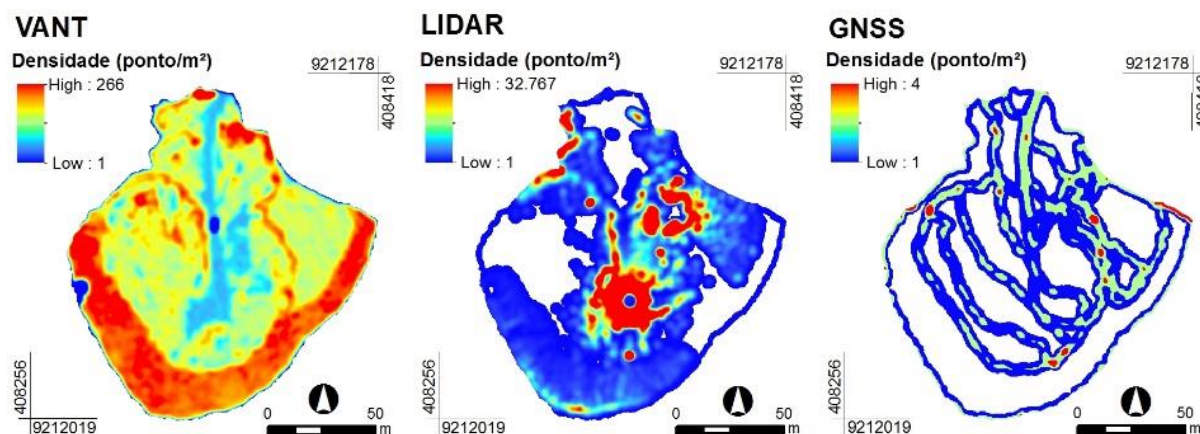 VANT
Densidade (ponto/m²)
High : 266
Low : 1
9212178
408418
408256
9212019
0 50
m
LIDAR
Densidade (ponto/m²)
High : 32.767
Low : 1
9212178
408418
408256
9212019
0 50
m
GNSS
Densidade (ponto/m²)
High : 4
Low : 1
9212178
408418
408256
9212019
0 50
m